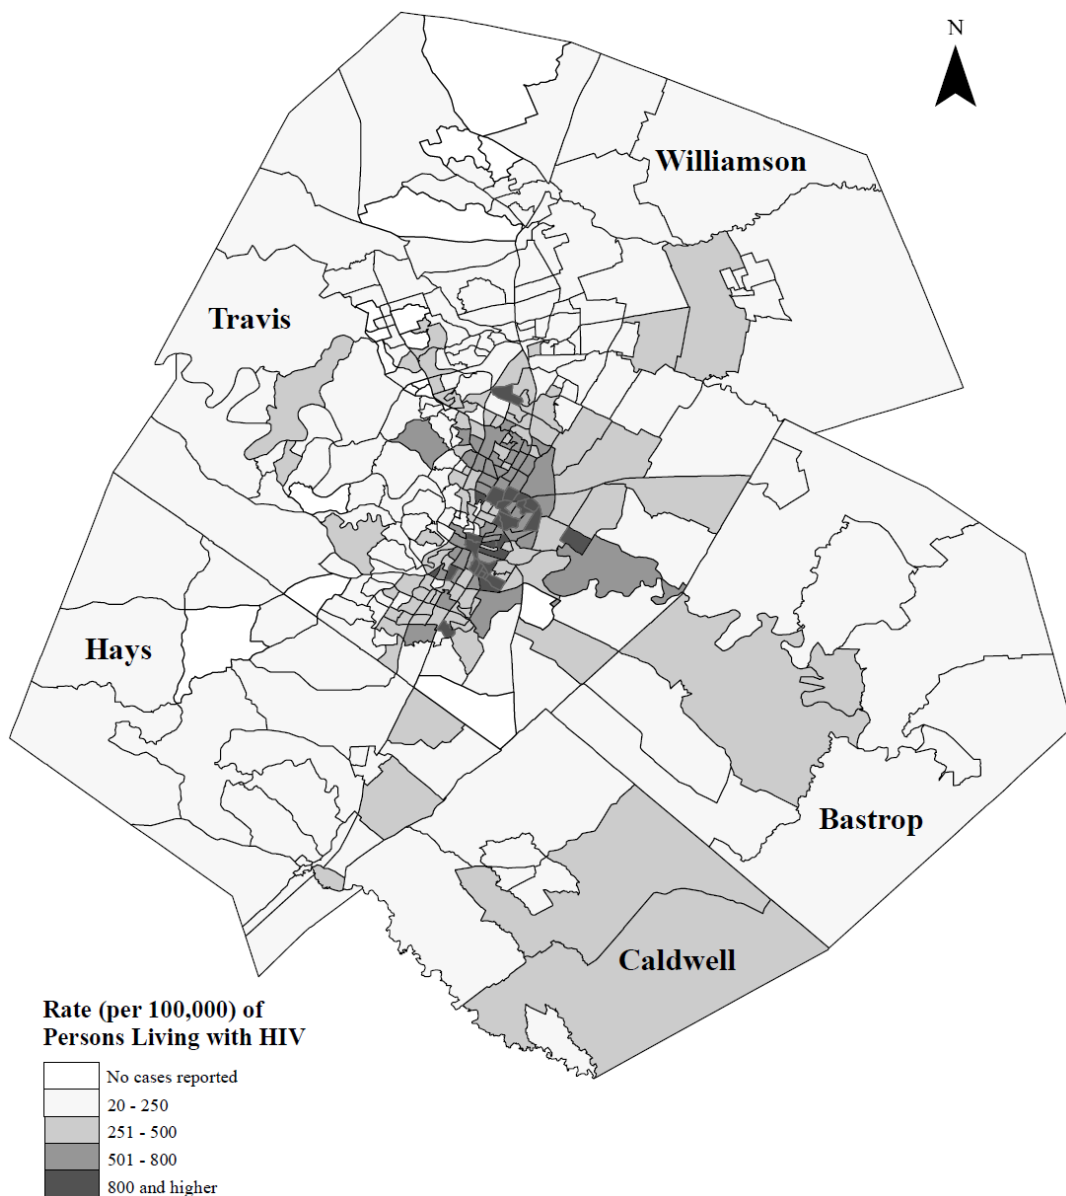 N
Williamson
Travis
Hays
Bastrop
Caldwell
Rate (per 100,000) of
Persons Living with HIV
No cases reported
20 - 250
251 - 500
501 - 800
800 and higher